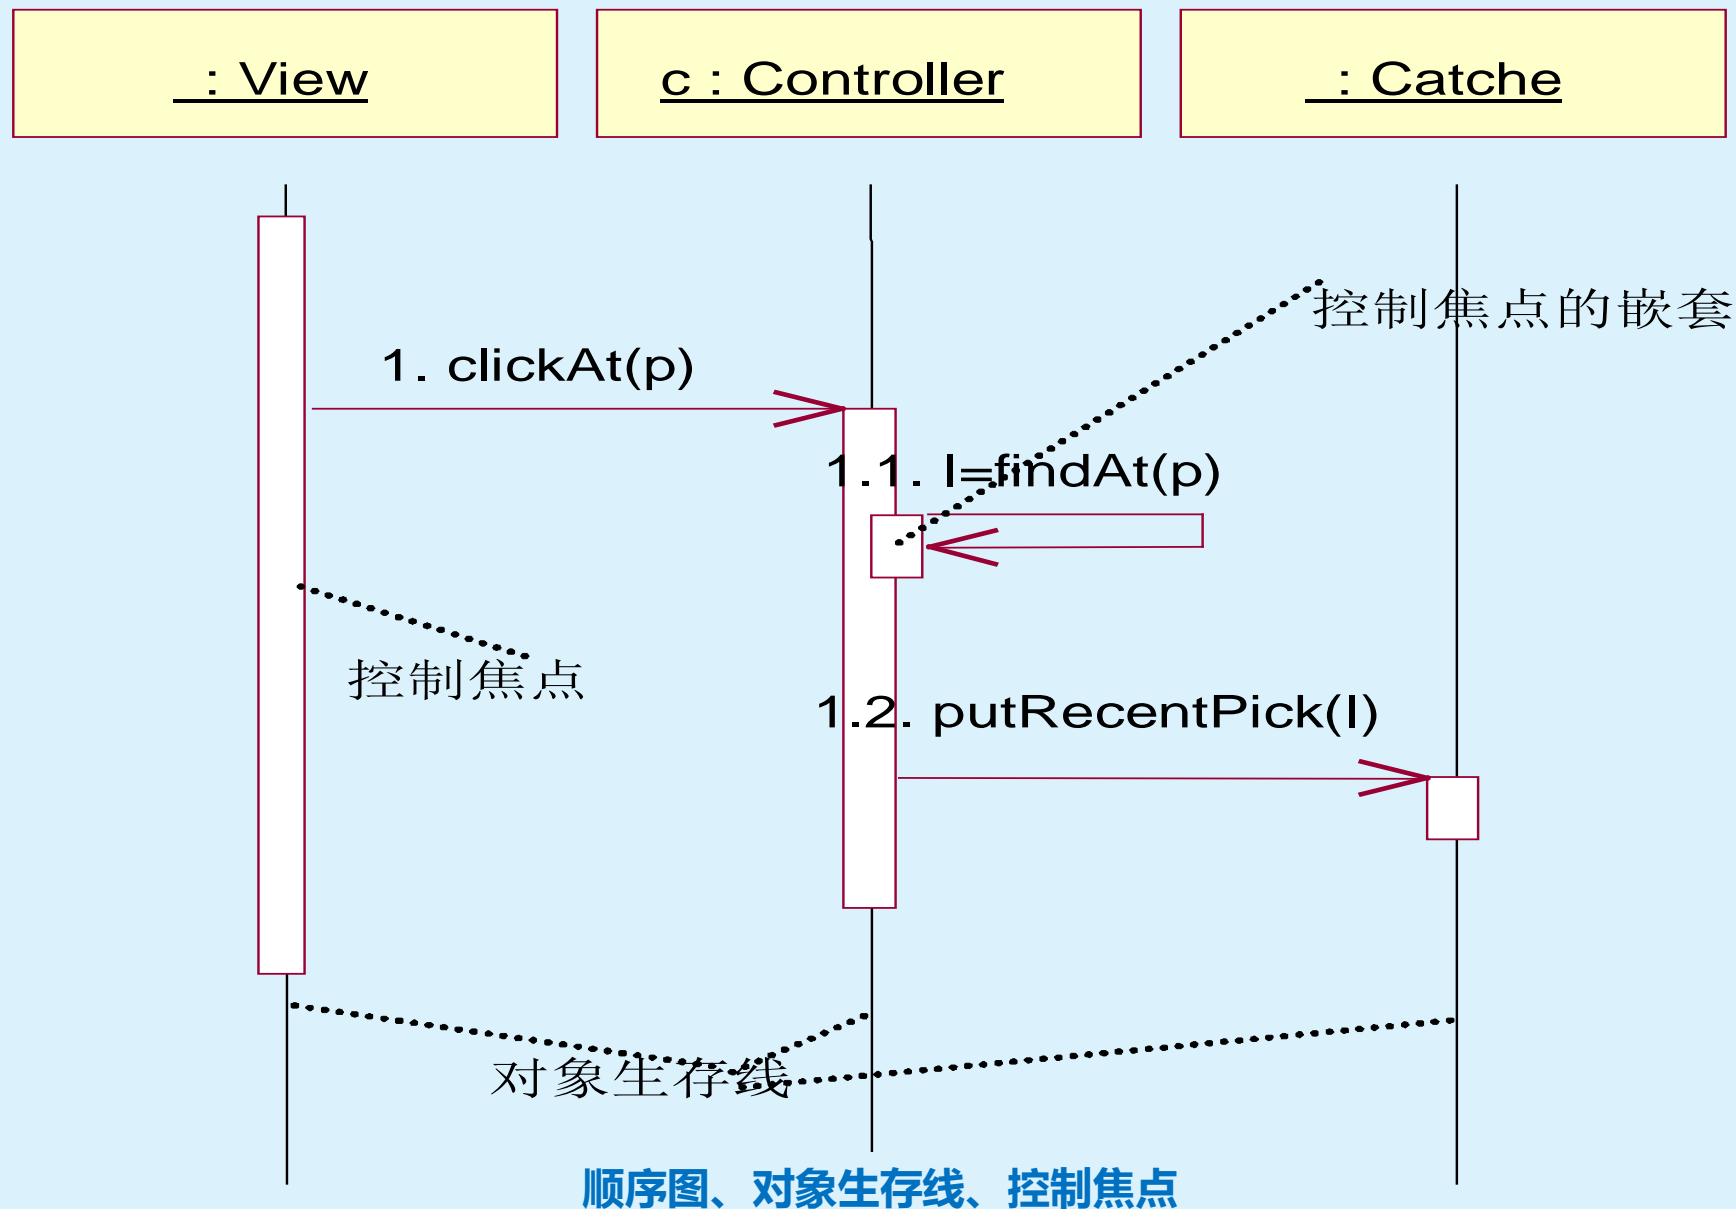 : View
c : Controller
: Catche
控制焦点的嵌套
1. clickAt(p)
1.1. l=findAt(p)
控制焦点
1.2. putRecentPick(l)
对象生存线
顺序图、对象生存线、控制焦点